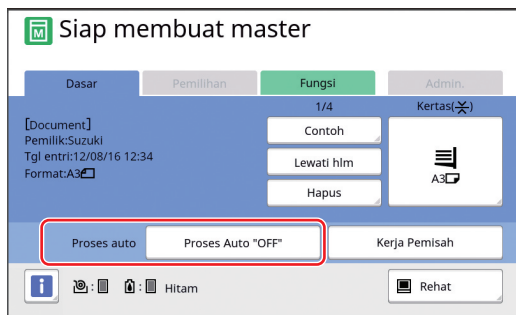 Siap membuat master
Dasar
Pemilihan
Fungsi
Admin.
1/4
Kertas()
[Document]
Pemilik:Suzuki
Tgl entri:12/08/16 12:34
Format:A3
Contoh
Lewati hlm
Hapus
A3
Proses auto
Proses Auto "OFF"
Kerja Pemisah
i
: : Hitam
Rehat